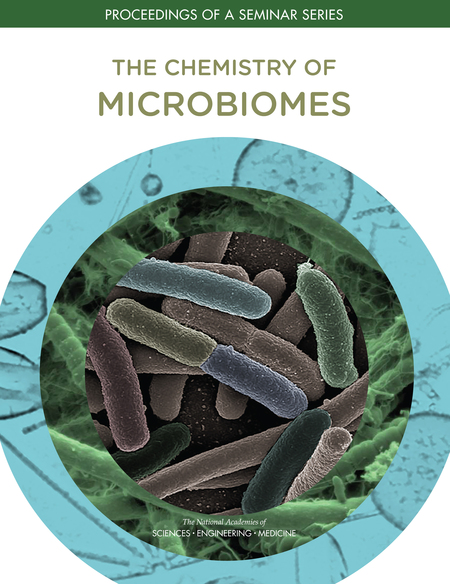 PROCEEDINGS OF A SEMINAR SERIES
THE CHEMISTRY OF
MICROBIOMES
The National Academies of
SCIENCES • ENGINEERING • MEDICINE